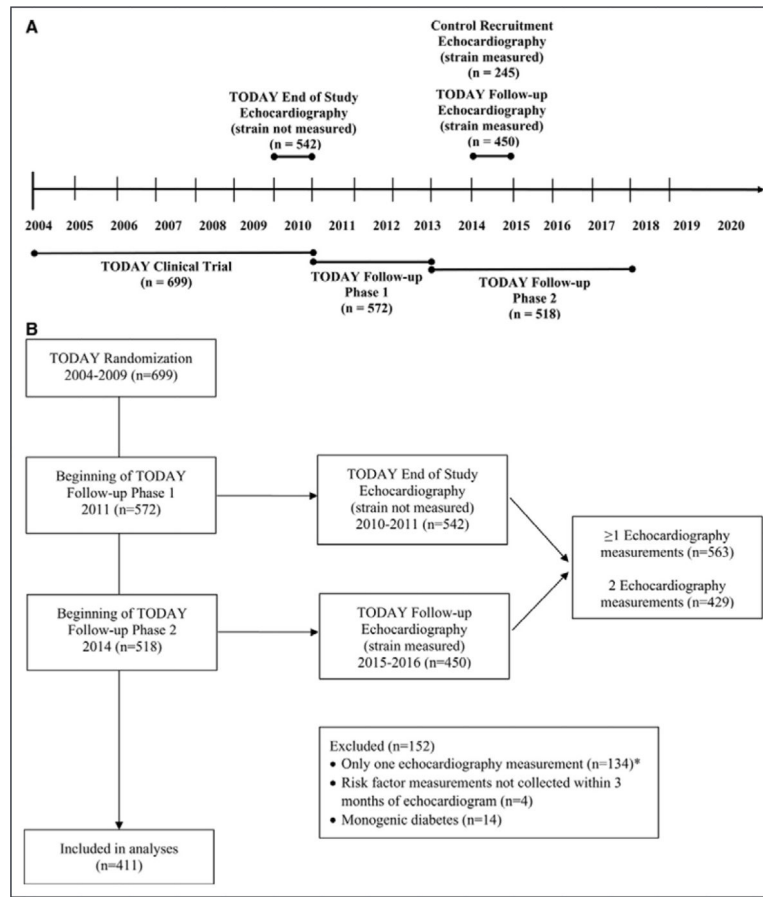 A
Control Recruitment
Echocardiography
(strain measured)
(n = 245)
TODAY End of Study
Echocardiography
(strain not measured)
(n = 542)
TODAY Follow-up
Echocardiography
(strain measured)
(n = 450)
2004 2005 2006 2007 2008 2009 2010 2011 2012 2013 2014 2015 2016 2017 2018 2019 2020
TODAY Clinical Trial
(n = 699)
TODAY Follow-up
Phase 1
(n = 572)
TODAY Follow-up
Phase 2
(n = 518)
B
TODAY Randomization
2004-2009 (n=699)
Beginning of TODAY
Follow-up Phase 1
2011 (n=572)
TODAY End of Study
Echocardiography
(strain not measured)
2010-2011 (n=542)
≥1 Echocardiography
measurements (n=563)
2 Echocardiography
measurements (n=429)
Beginning of TODAY
Follow-up Phase 2
2014 (n=518)
TODAY Follow-up
Echocardiography
(strain measured)
2015-2016 (n=450)
Excluded (n=152)
● Only one echocardiography measurement (n=134)*
● Risk factor measurements not collected within 3
months of echocardiogram (n=4)
● Monogenic diabetes (n=14)
Included in analyses
(n=411)